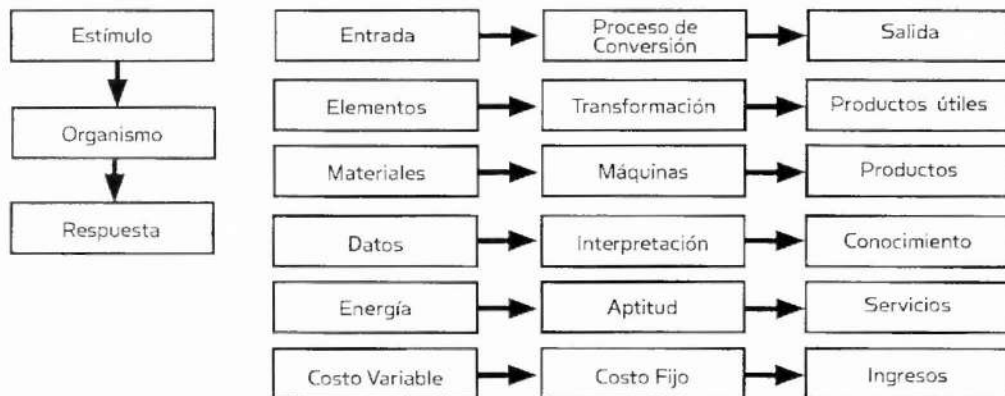 Estímulo
Organismo
Respuesta
Entrada
Proceso de
Conversión
Salida
Elementos
Transformación
Productos útiles
Materiales
Máquinas
Productos
Datos
Interpretación
Conocimiento
Energía
Aptitud
Servicios
Costo Variable
Costo Fijo
Ingresos